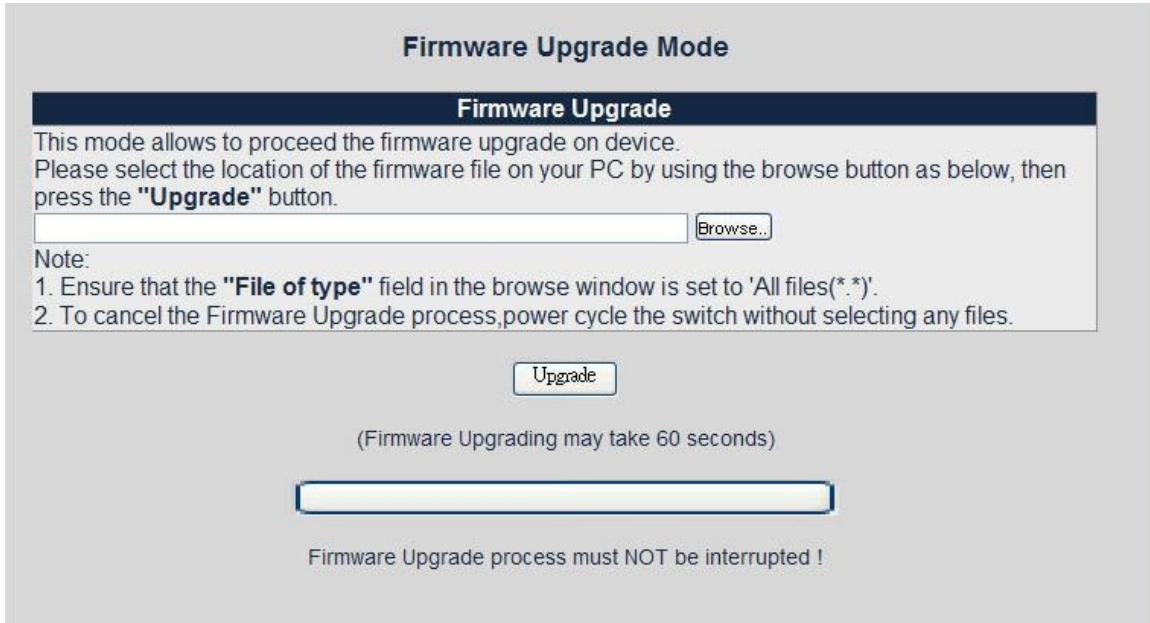 Firmware Upgrade Mode
Firmware Upgrade
This mode allows to proceed the firmware upgrade on device.
Please select the location of the firmware file on your PC by using the browse button as below, then
press the "Upgrade" button.
Browse..
Note:
1. Ensure that the "File of type" field in the browse window is set to 'All files(*.*)'.
2. To cancel the Firmware Upgrade process,power cycle the switch without selecting any files.
Upgrade
(Firmware Upgrading may take 60 seconds)
Firmware Upgrade process must NOT be interrupted !